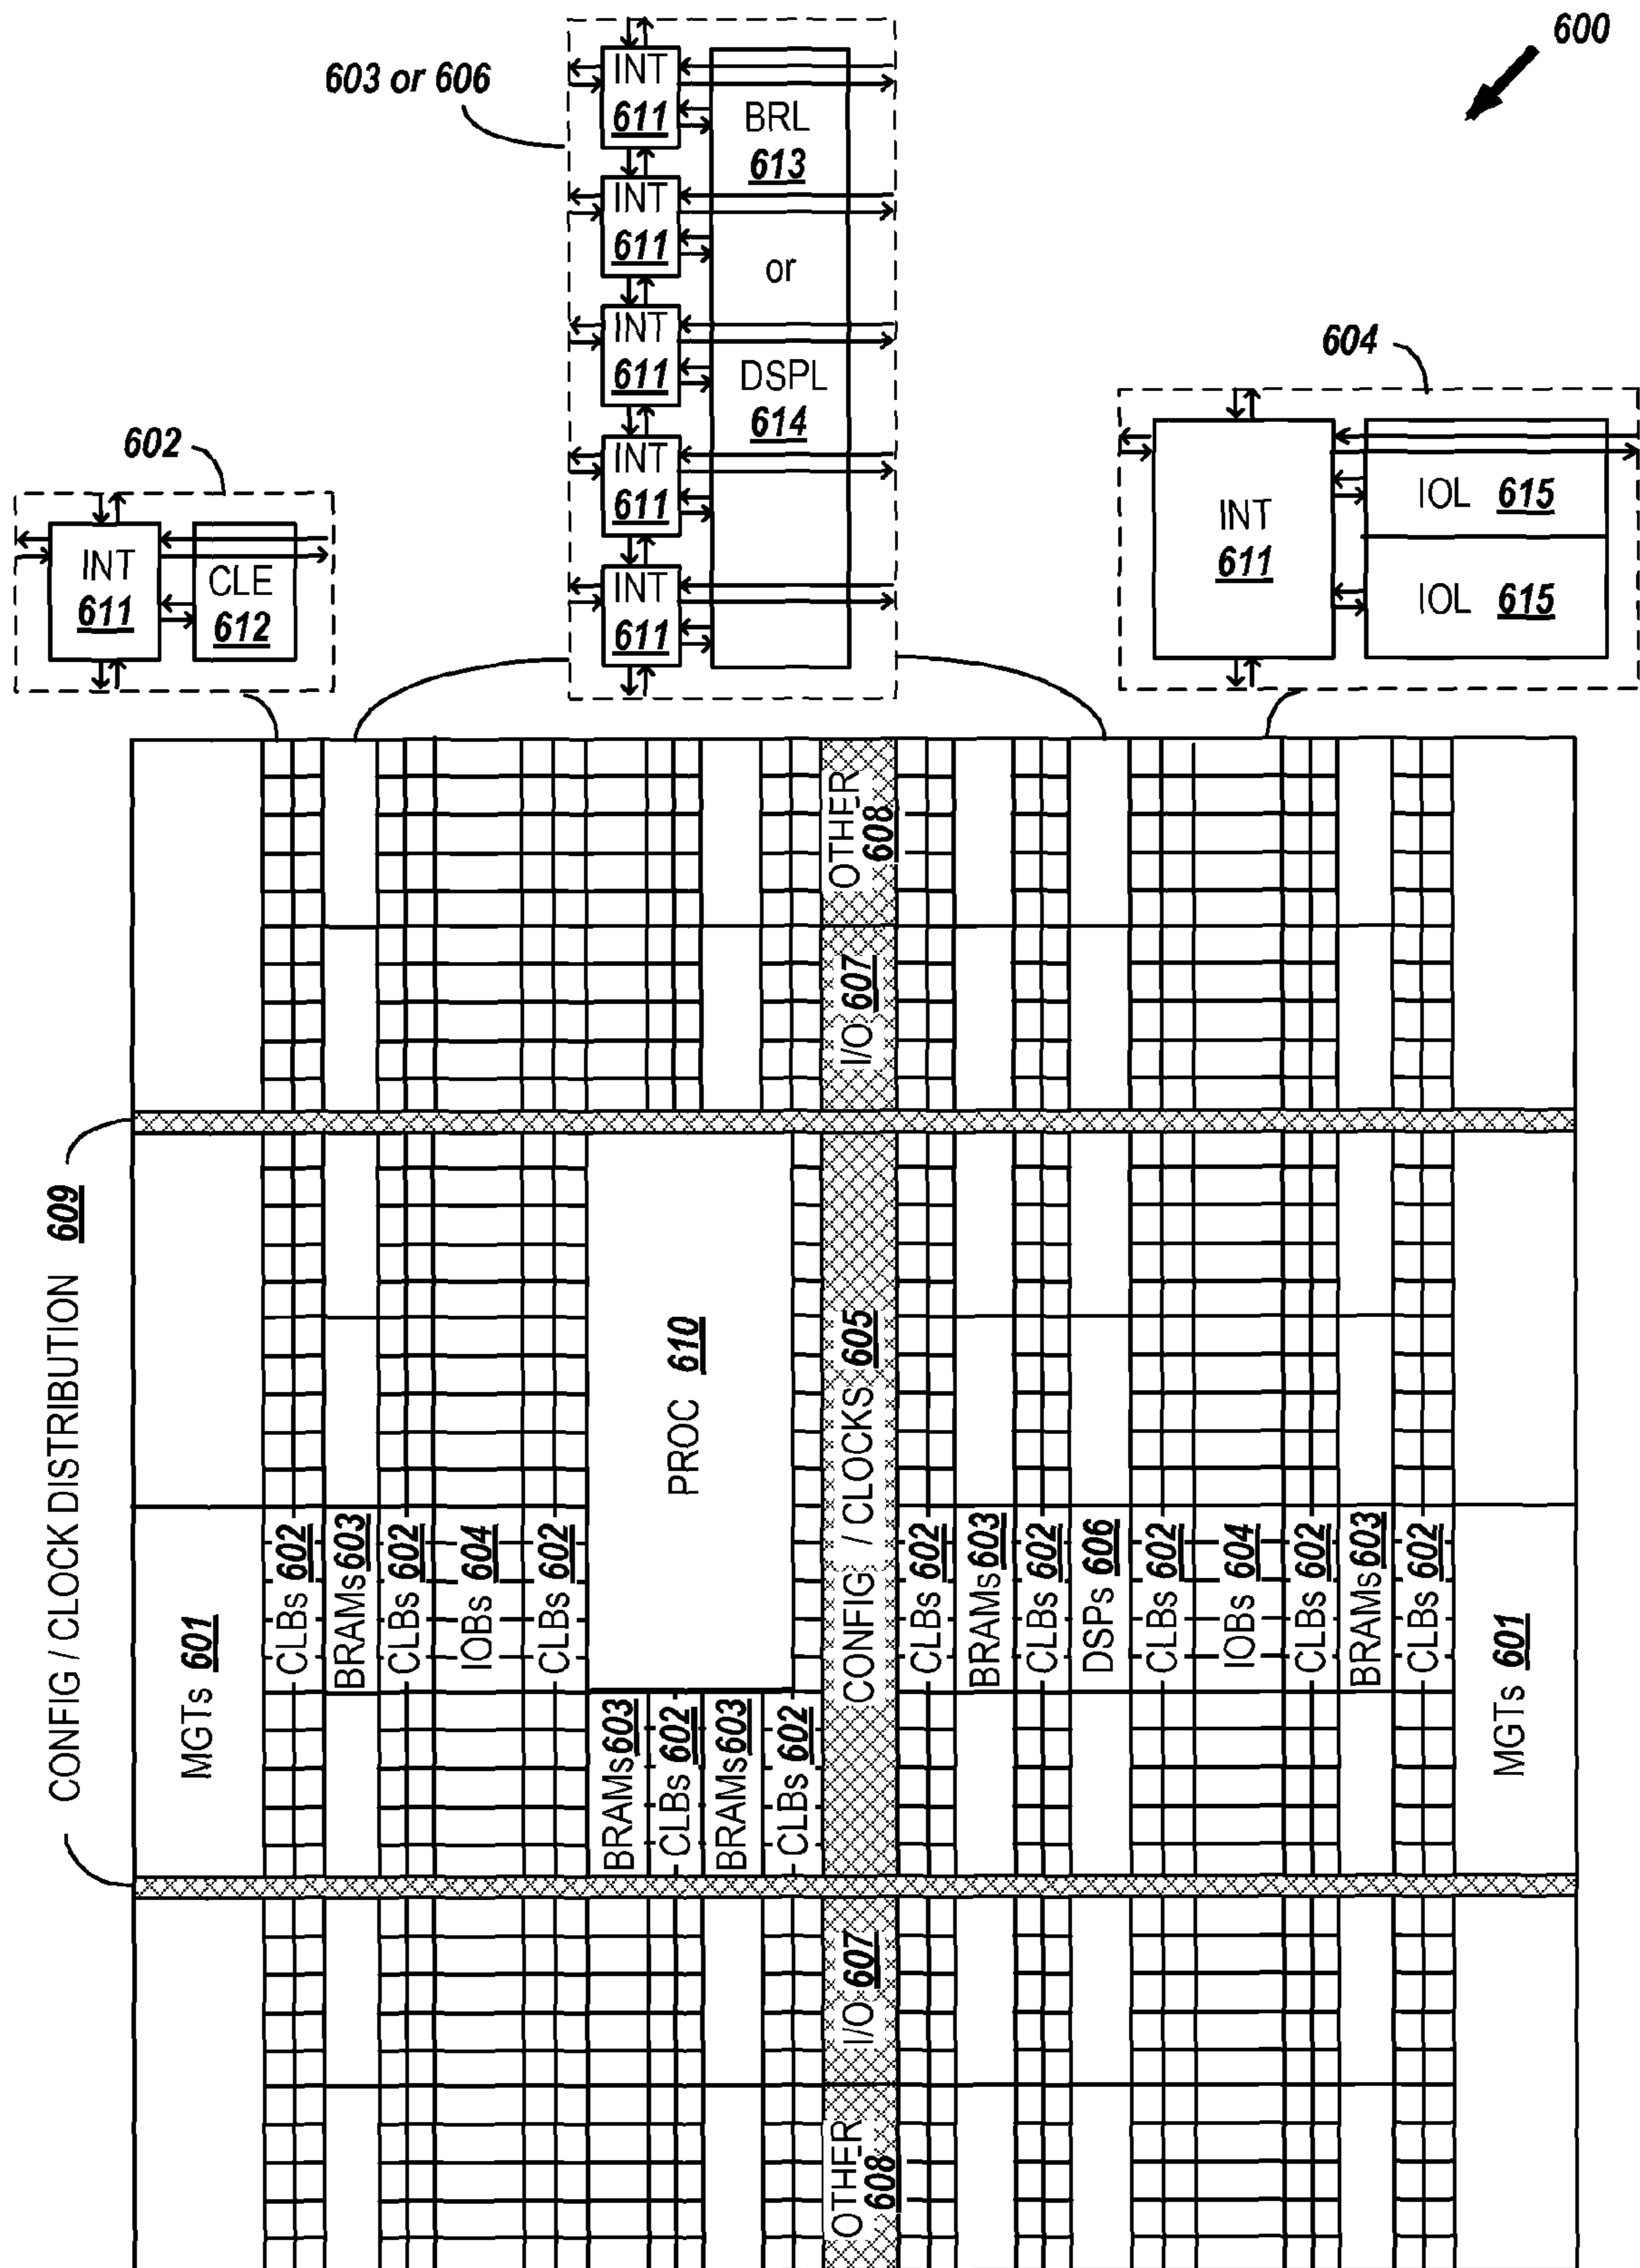 600
603 or 606
INT
611
BRL
613
INT
611
or
INT
611
DSPL
614
INT
611
INT
611
604
INT
611
IOL 615
IOL 615
602
INT
611
CLE
612
OTHER
608
I/O 607
CONFIG / CLOCK DISTRIBUTION 609
PROC 610
CONFIG / CLOCKS 605
MGTs 601
CLBs 602
BRAMs 603
CLBs 602
IOBs 604
CLBs 602
BRAMs 603
CLBs 602
BRAMs 603
CLBs 602
CLBs 602
BRAMs 603
CLBs 602
DSPs 606
CLBs 602
IOBs 604
CLBs 602
BRAMs 603
CLBs 602
MGTs 601
I/O 607
OTHER
608